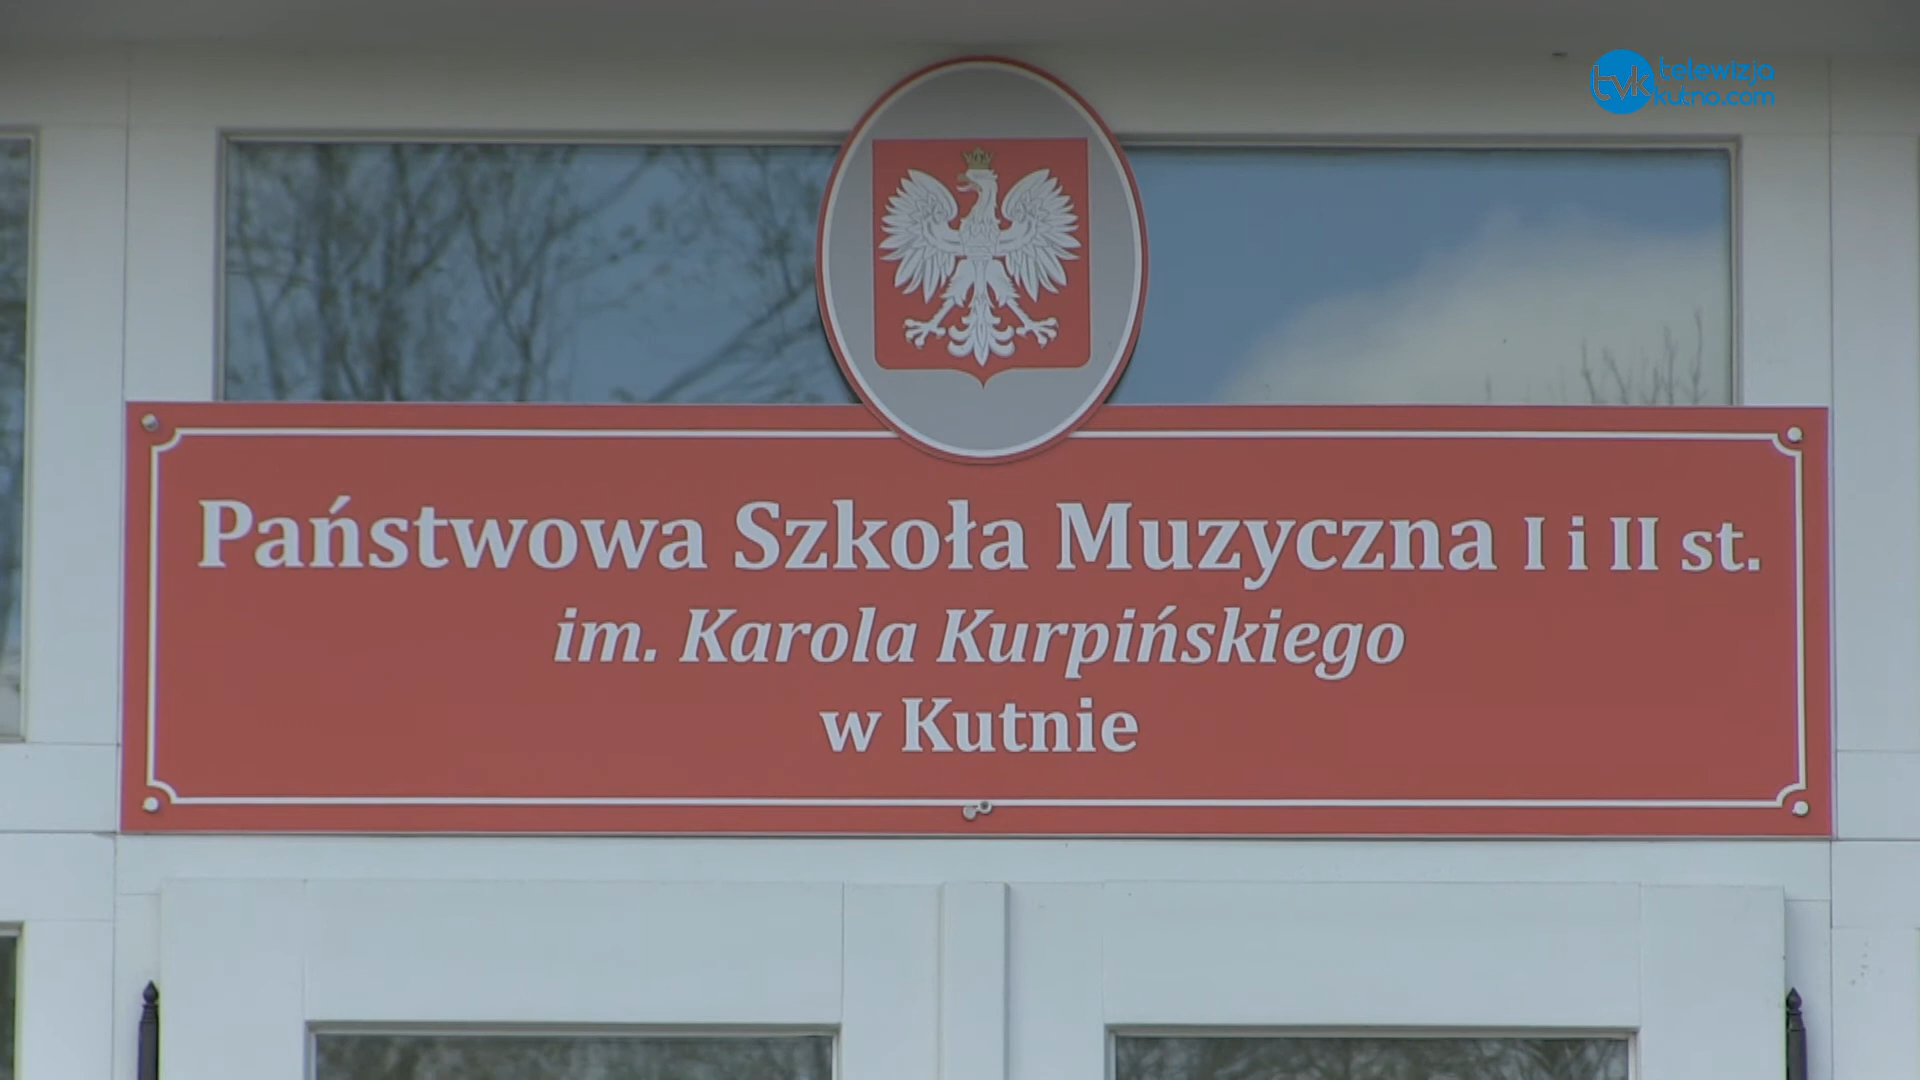 tvk telewizja
kutno.com
Państwowa Szkoła Muzyczna I i II st.
im. Karola Kurpińskiego
w Kutnie